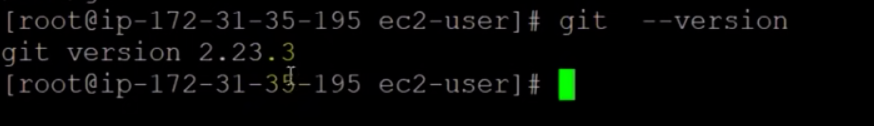 [root@ip-172-31-35-195 ec2-user]# git  --version
git version 2.23.3
[root@ip-172-31-35-195 ec2-user]#